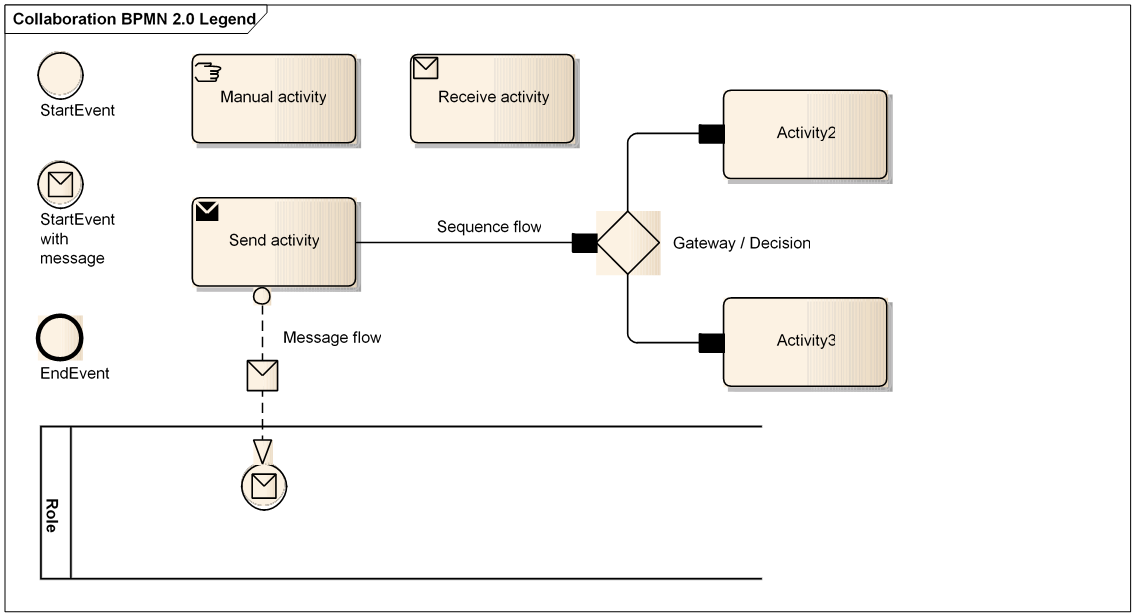 Collaboration BPMN 2.0 Legend
StartEvent
Manual activity
Receive activity
Activity2
StartEvent
with
message
Send activity
Sequence flow
Gateway / Decision
Message flow
Activity3
EndEvent
Role